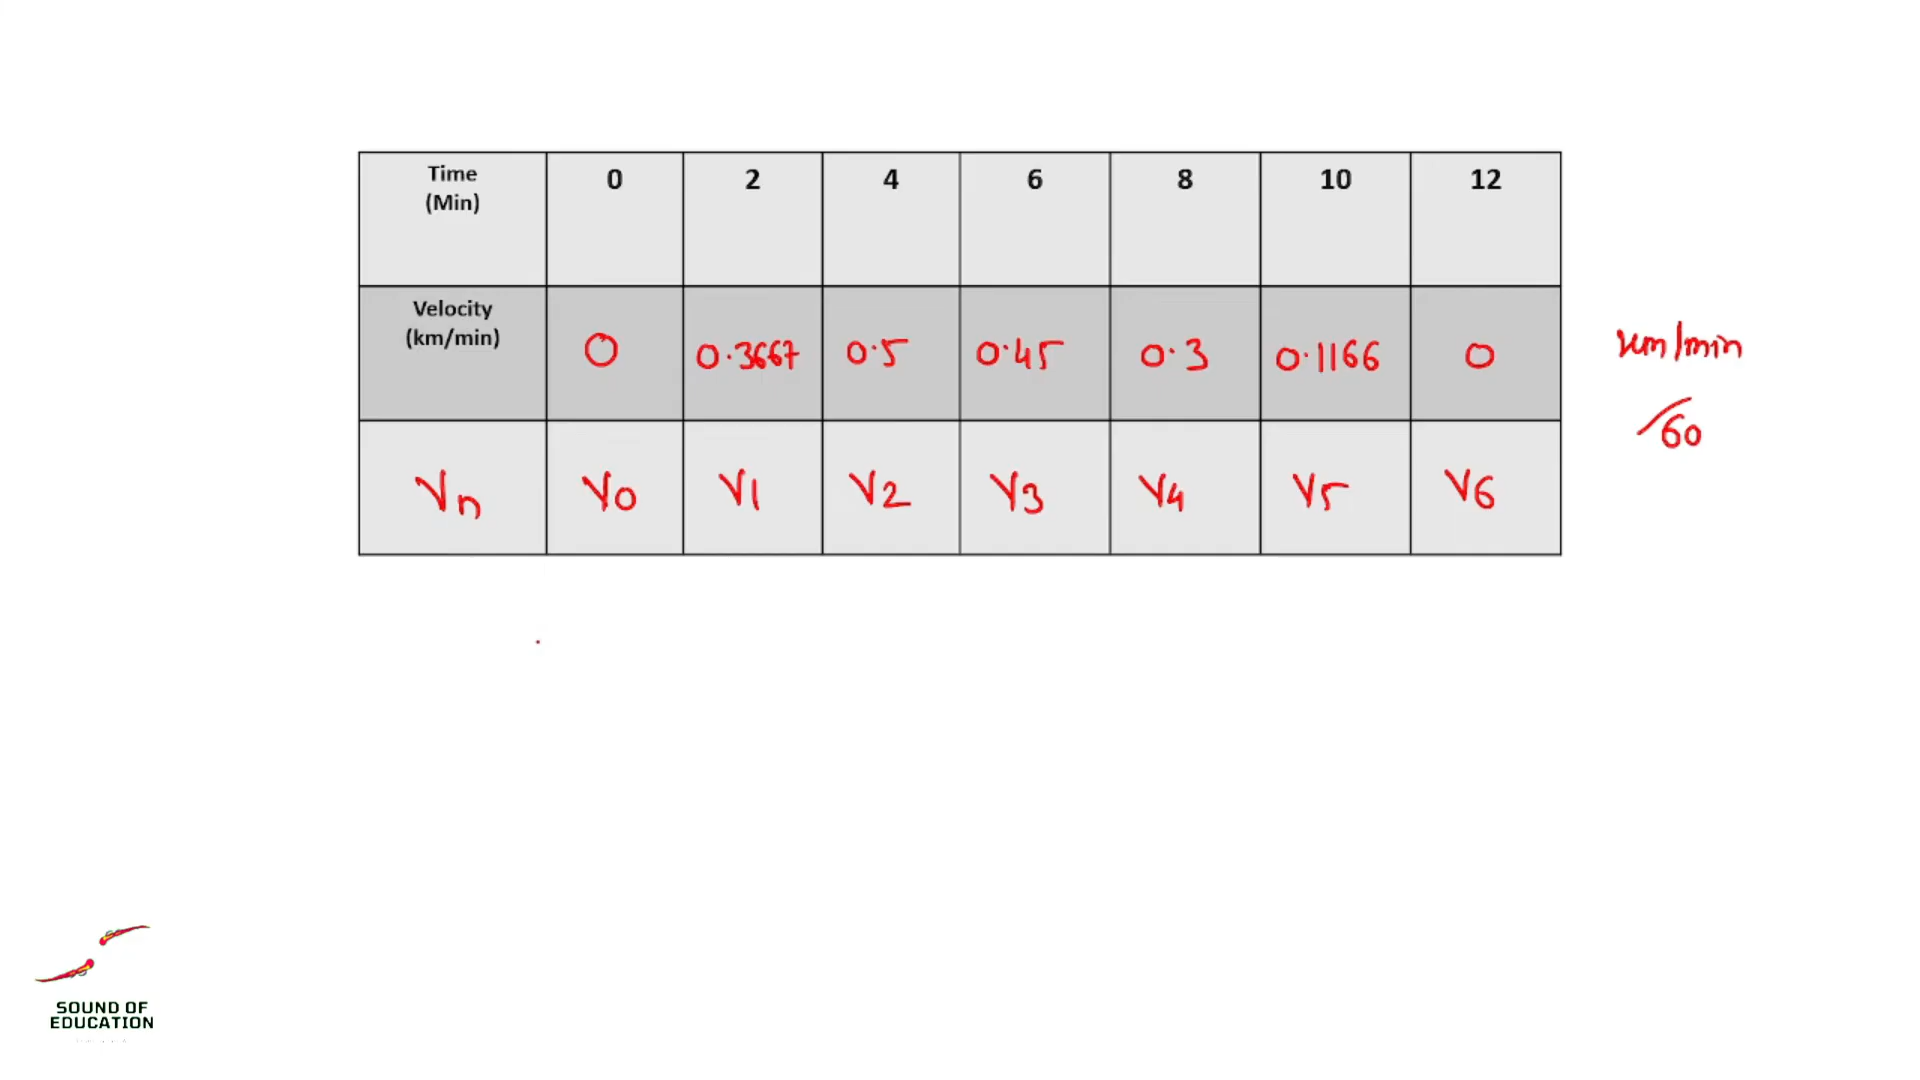 Time (Min) 0 2 4 6 8 10 12
Velocity (km/min) 0 0.3667 0.5 0.45 0.3 0.1166 0
km/min
/60
Vn V0 V1 V2 V3 V4 V5 V6
SOUND OF
EDUCATION